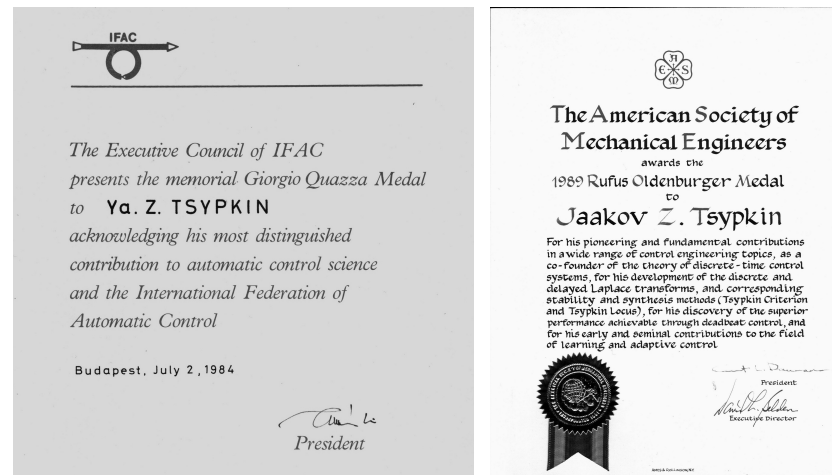 IFAC
The Executive Council of IFAC
presents the memorial Giorgio Quazza Medal
to Ya. Z. TSYPKIN
acknowledging his most distinguished
contribution to automatic control science
and the International Federation of
Automatic Control
Budapest, July 2, 1984
President
A
E S
M
The American Society of
Mechanical Engineers
awards the
1989 Rufus Oldenburger Medal
to
Jaakov Z. Tsypkin
For his pioneering and fundamental contributions
in a wide range of control engineering topics, as a
co-founder of the theory of discrete-time control
systems, for his development of the discrete and
delayed Laplace transforms, and corresponding
stability and synthesis methods (Tsypkin Criterion
and Tsypkin Locus), for his discovery of the superior
performance achievable through deadbeat control, and
for his early and seminal contributions to the field
of learning and adaptive control
President
Executive Director